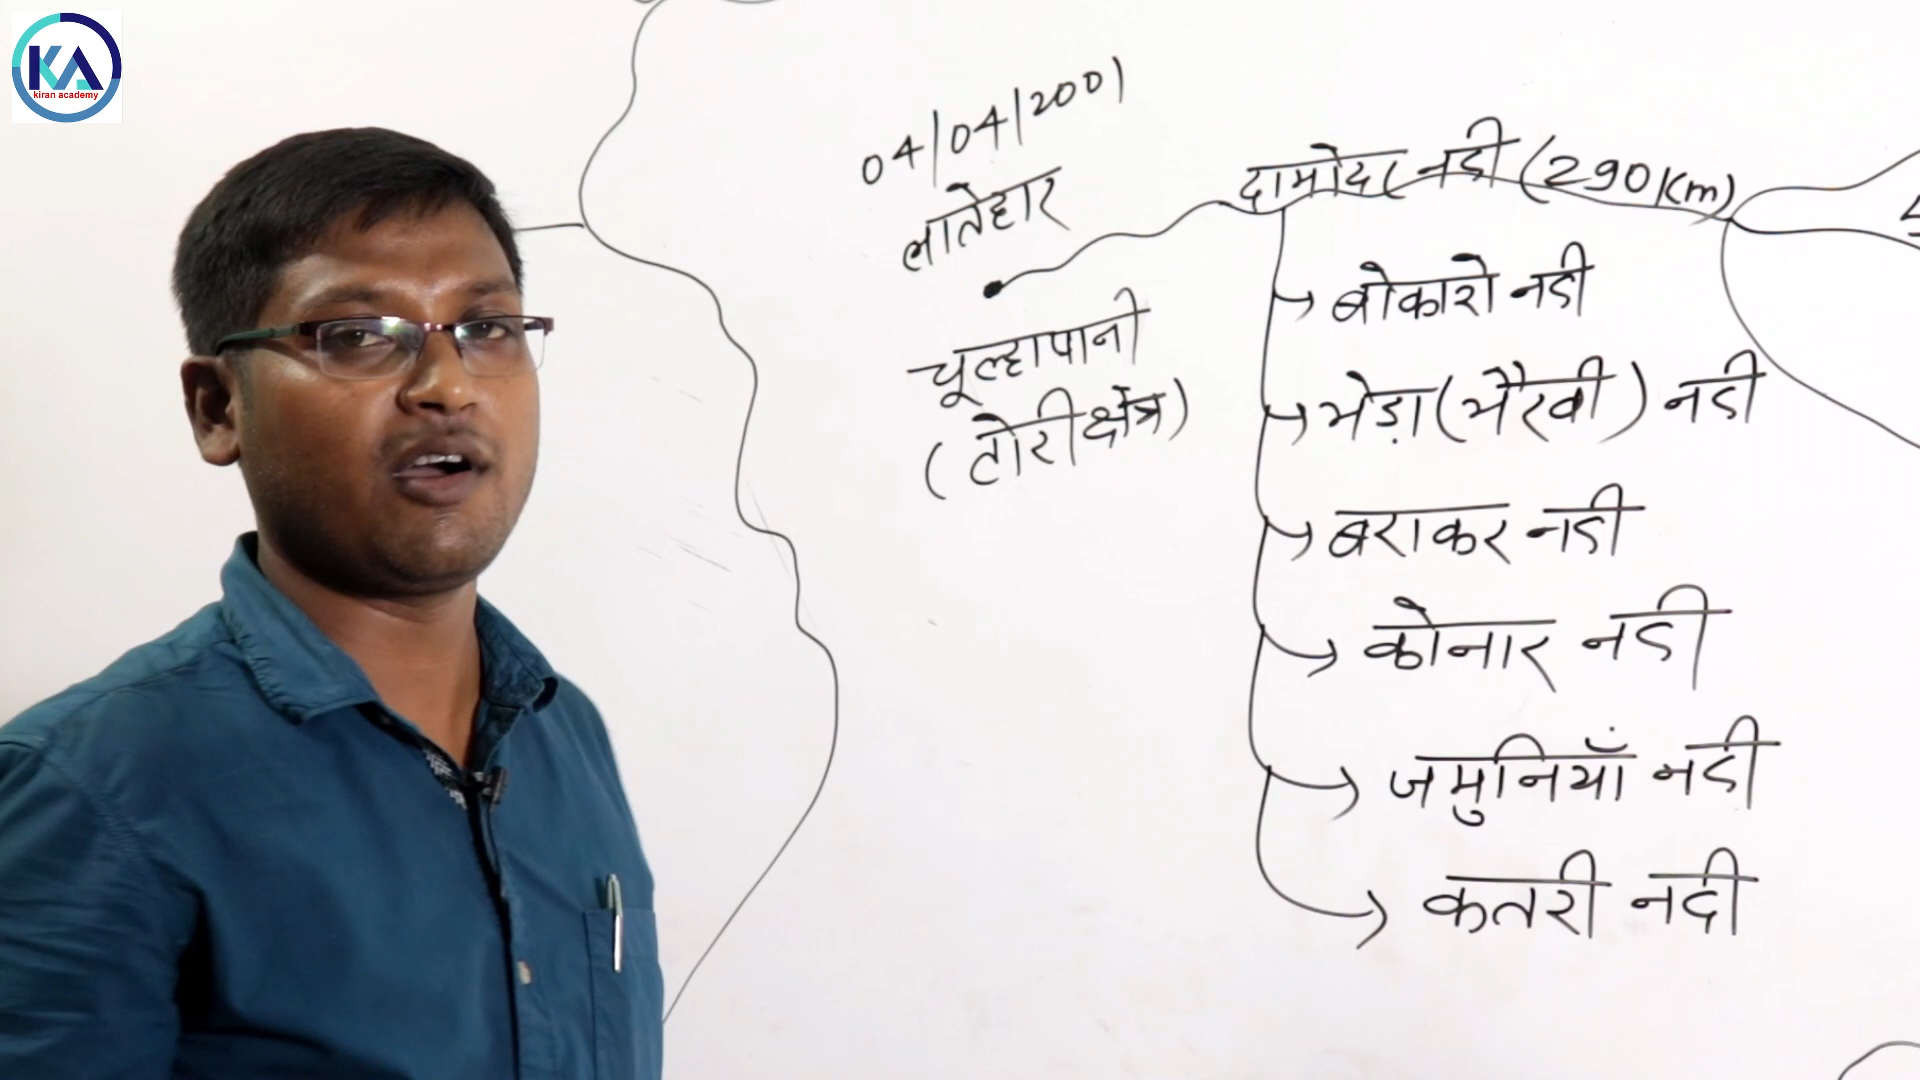 KA
kiran academy
04/04/2001
लातेहार
चूल्हापानी
(टोरी क्षेत्र)
दामोदर नदी (290 Km)
बोकारो नदी
भेड़ा (भैरवी) नदी
बराकर नदी
कोनार नदी
जमुनियाँ नदी
कतरी नदी